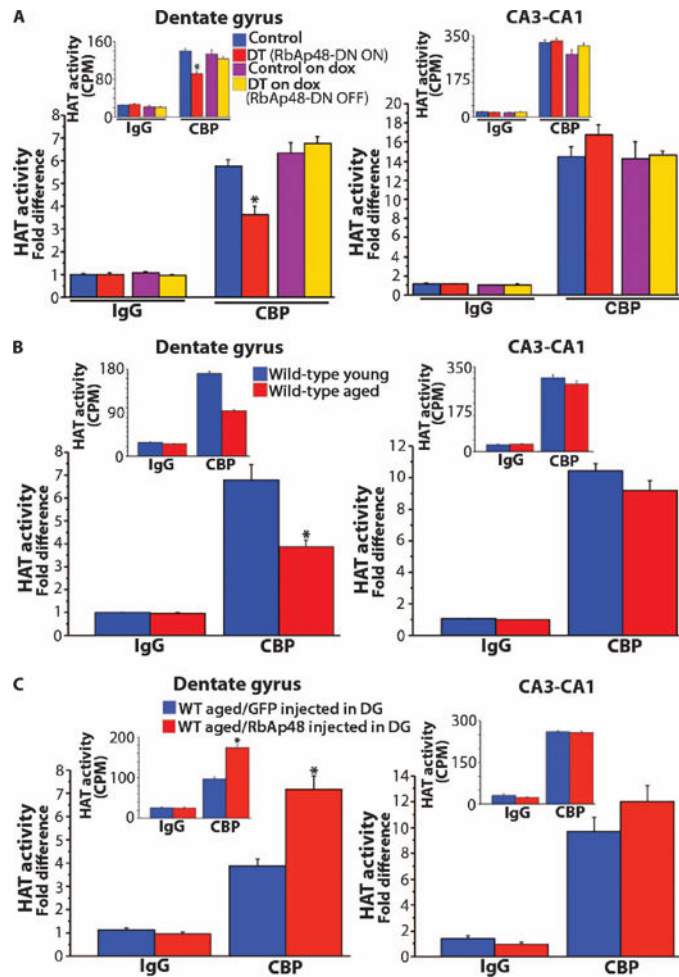 A
Dentate gyrus
CA3-CA1
Control
DT (RbAp48-DN ON)
Control on dox
DT on dox
(RbAp48-DN OFF)
HAT activity
(CPM)
160
80
0
*
IgG
CBP
HAT activity
Fold difference
8
7
6
5
4
3
2
1
0
*
IgG
CBP
HAT activity
(CPM)
350
175
0
IgG
CBP
HAT activity
Fold difference
20
18
16
14
12
10
8
6
4
2
0
IgG
CBP
B
Dentate gyrus
CA3-CA1
Wild-type young
Wild-type aged
HAT activity
(CPM)
180
90
0
IgG
CBP
HAT activity
Fold difference
8
7
6
5
4
3
2
1
0
*
IgG
CBP
HAT activity
(CPM)
350
175
0
IgG
CBP
HAT activity
Fold difference
12
10
8
6
4
2
0
IgG
CBP
C
Dentate gyrus
CA3-CA1
WT aged/GFP injected in DG
WT aged/RbAp48 injected in DG
HAT activity
(CPM)
200
100
0
*
IgG
CBP
HAT activity
Fold difference
8
7
6
5
4
3
2
1
0
*
IgG
CBP
HAT activity
(CPM)
300
150
0
IgG
CBP
HAT activity
Fold difference
14
12
10
8
6
4
2
0
IgG
CBP